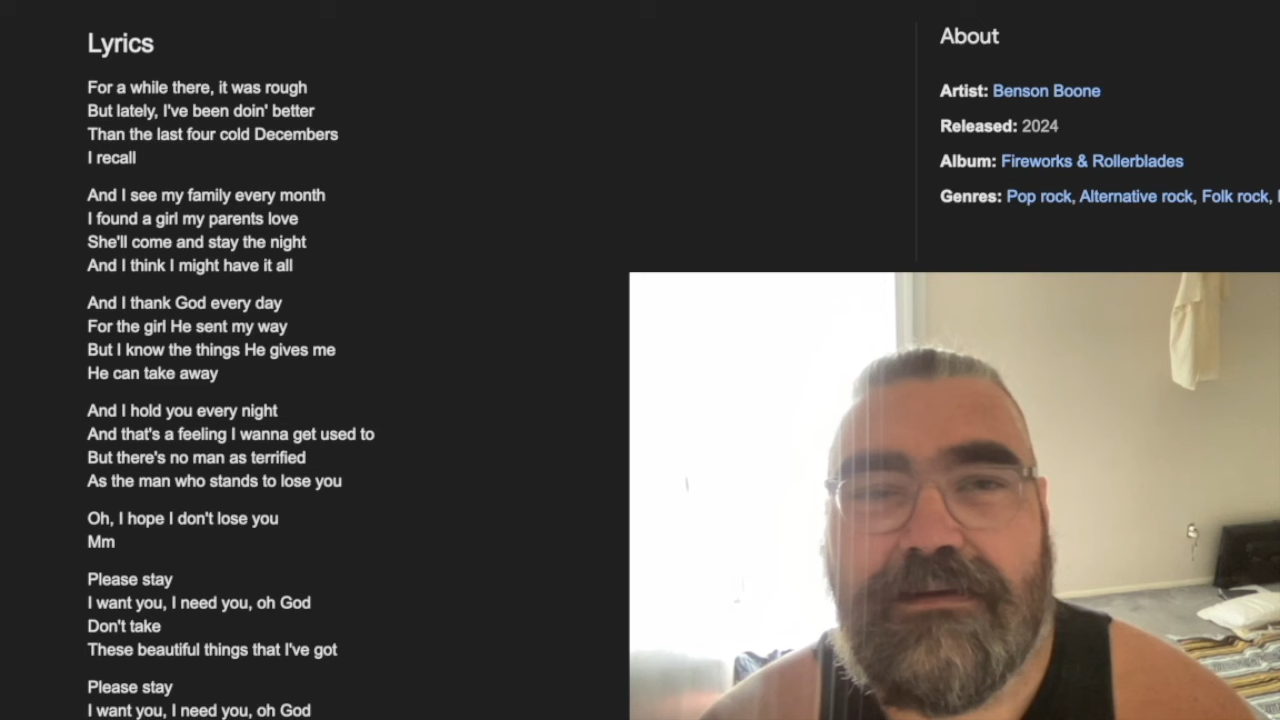 Lyrics
For a while there, it was rough
But lately, I've been doin' better
Than the last four cold Decembers
I recall
And I see my family every month
I found a girl my parents love
She'll come and stay the night
And I think I might have it all
And I thank God every day
For the girl He sent my way
But I know the things He gives me
He can take away
And I hold you every night
And that's a feeling I wanna get used to
But there's no man as terrified
As the man who stands to lose you
Oh, I hope I don't lose you
Mm
Please stay
I want you, I need you, oh God
Don't take
These beautiful things that I've got
Please stay
I want you, I need you, oh God
About
Artist: Benson Boone
Released: 2024
Album: Fireworks & Rollerblades
Genres: Pop rock, Alternative rock, Folk rock,